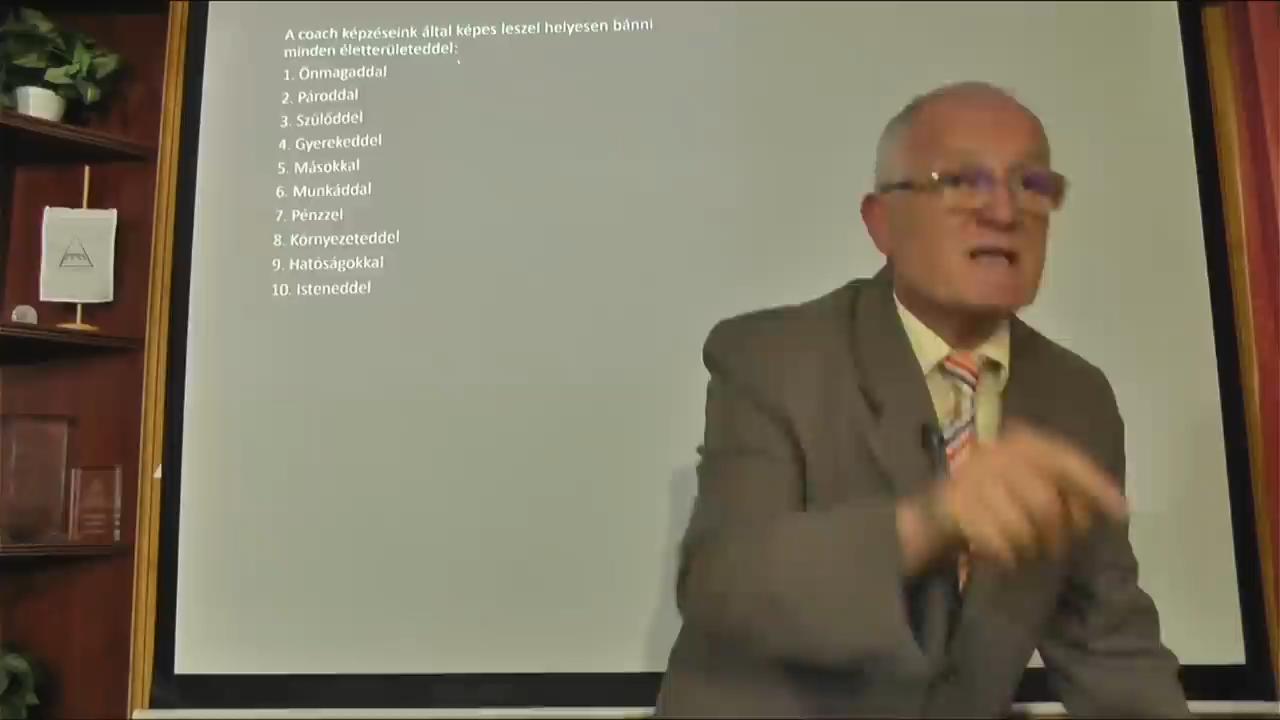 A coach képzéseink által képes leszel helyesen bánni
minden életterületeddel:
1. Önmagaddal
2. Pároddal
3. Szülőddel
4. Gyerekeddel
5. Másokkal
6. Munkáddal
7. Pénzzel
8. Környezeteddel
9. Hatóságokkal
10. Isteneddel